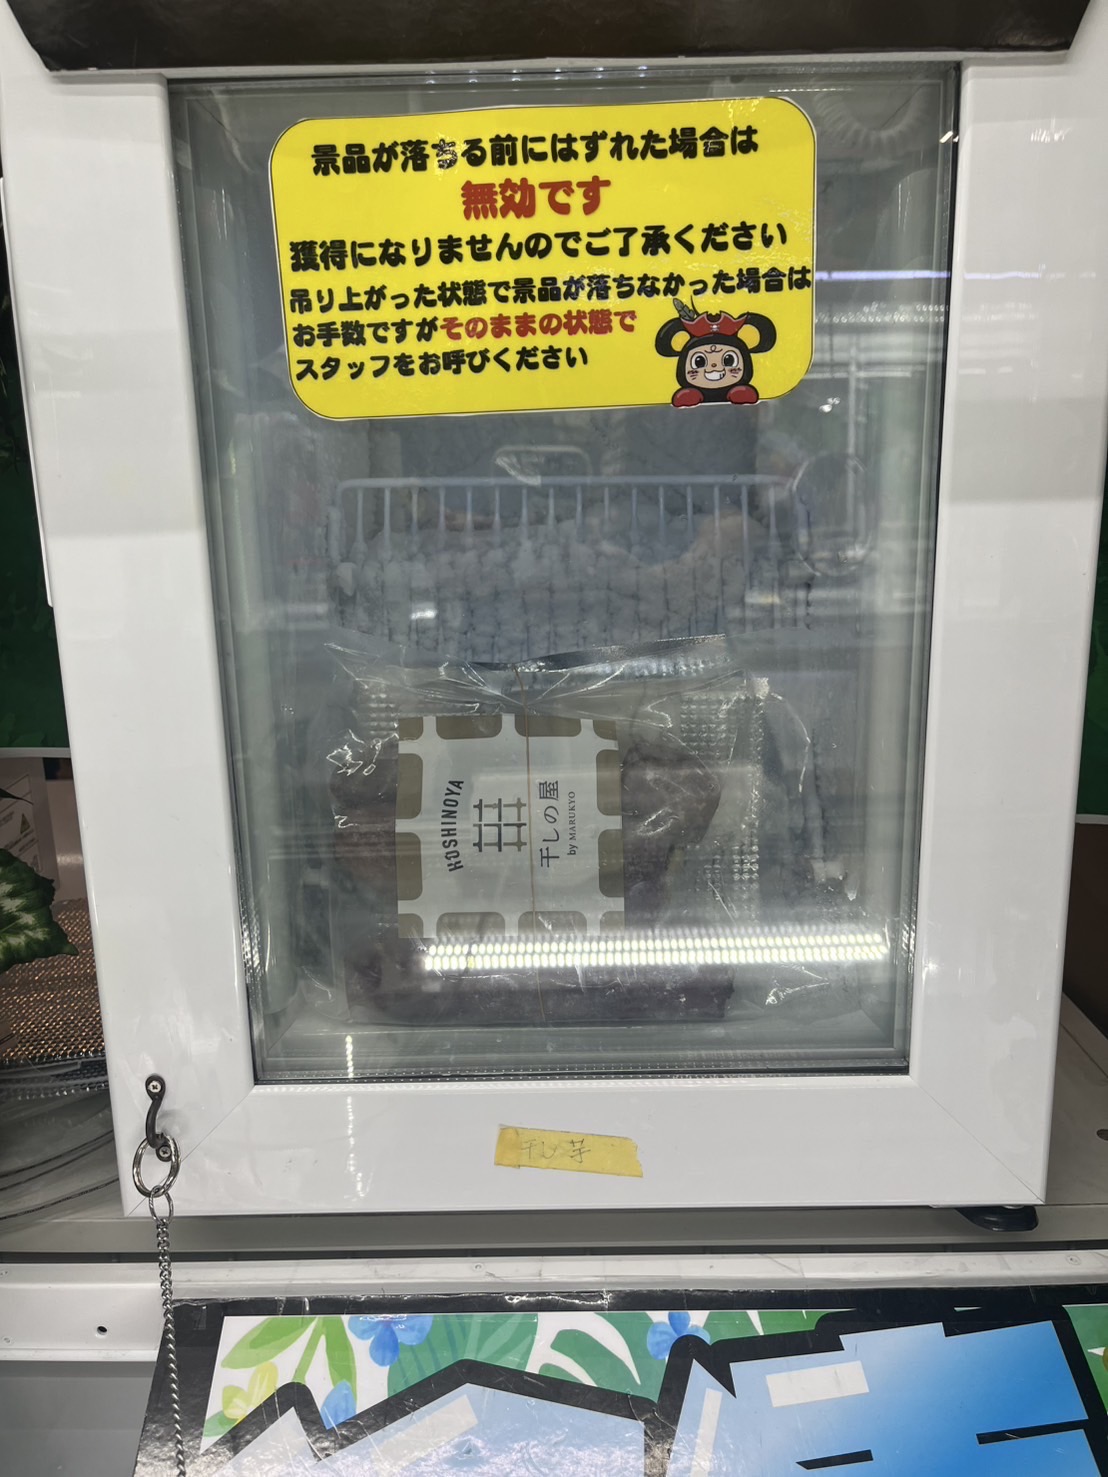 景品が落ちる前にはずれた場合は
無効です
獲得になりませんのでご了承ください
吊り上がった状態で景品が落ちなかった場合は
お手数ですがそのままの状態で
スタッフをお呼びください
HOSHINOYA
干しの屋
by MARUKYO
干し芋